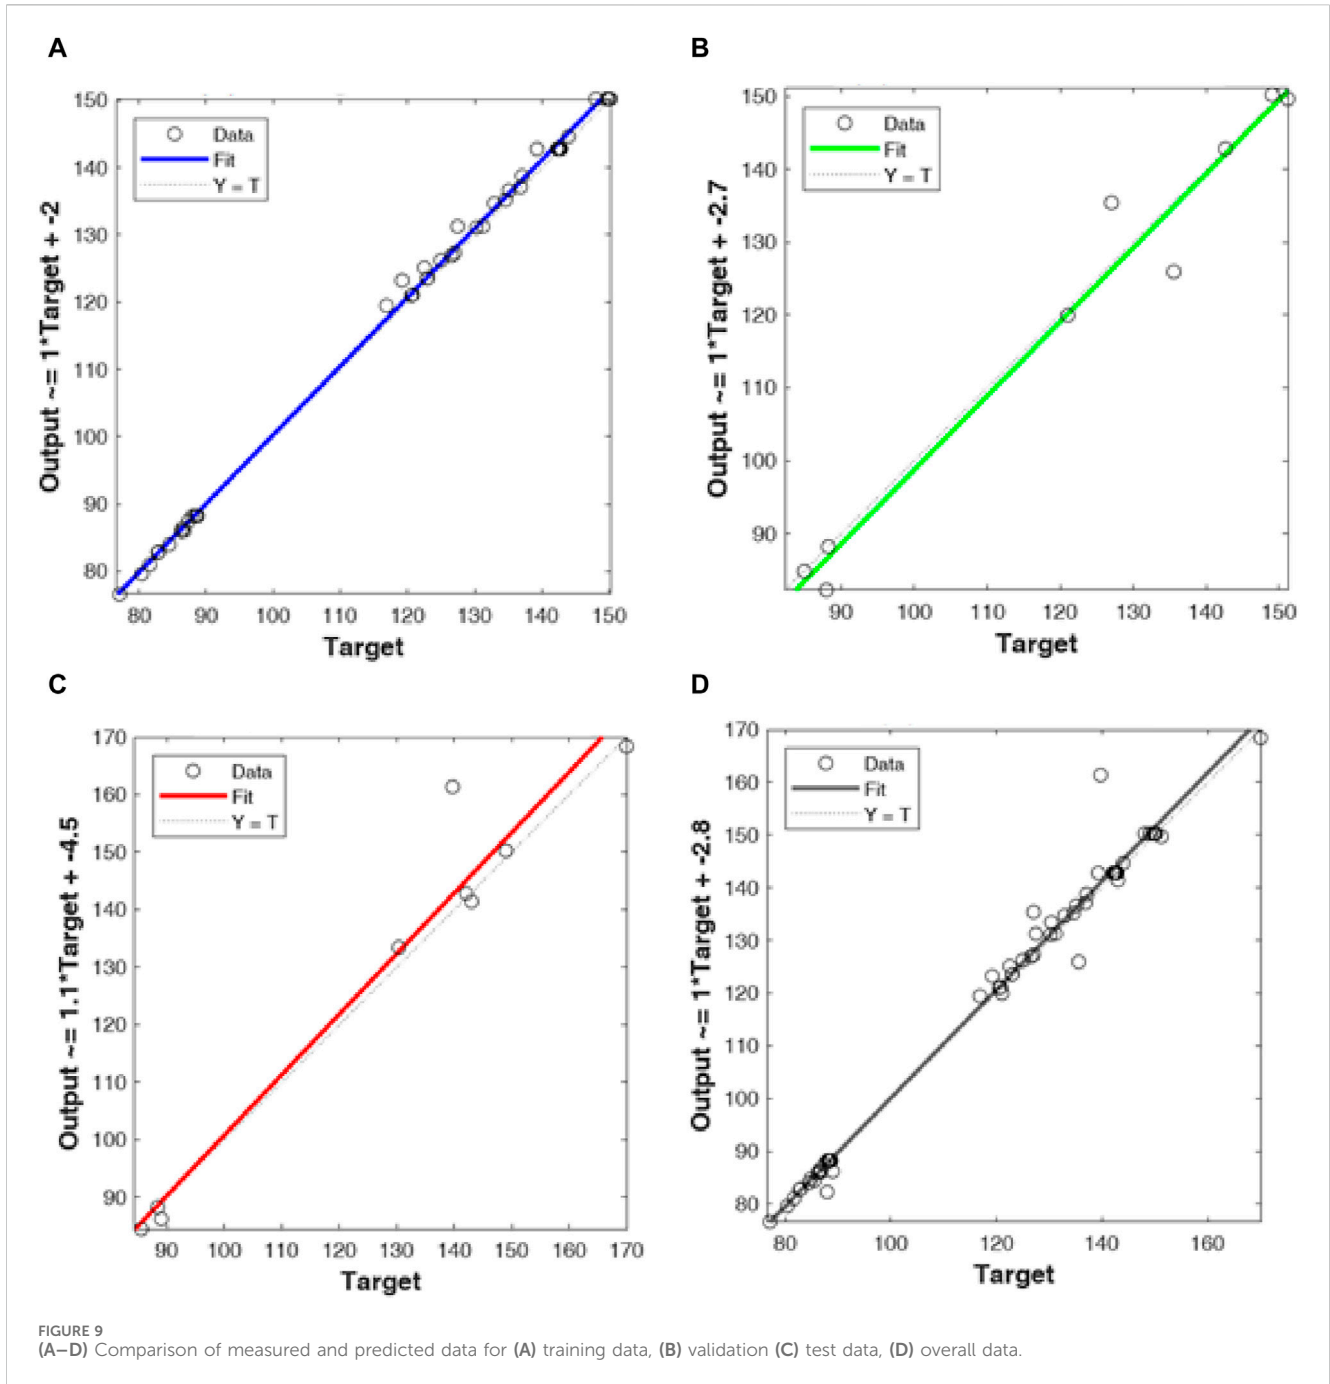 A
Output ~= 1*Target + -2
150
140
130
120
110
100
90
80
Data
Fit
Y = T
80 90 100 110 120 130 140 150
Target
B
Output ~= 1*Target + -2.7
150
140
130
120
110
100
90
Data
Fit
Y = T
90 100 110 120 130 140 150
Target
C
Output ~= 1.1*Target + -4.5
170
160
150
140
130
120
110
100
90
Data
Fit
Y = T
90 100 110 120 130 140 150 160 170
Target
D
Output ~= 1*Target + -2.8
170
160
150
140
130
120
110
100
90
80
Data
Fit
Y = T
80 100 120 140 160
Target
FIGURE 9
(A–D) Comparison of measured and predicted data for (A) training data, (B) validation (C) test data, (D) overall data.